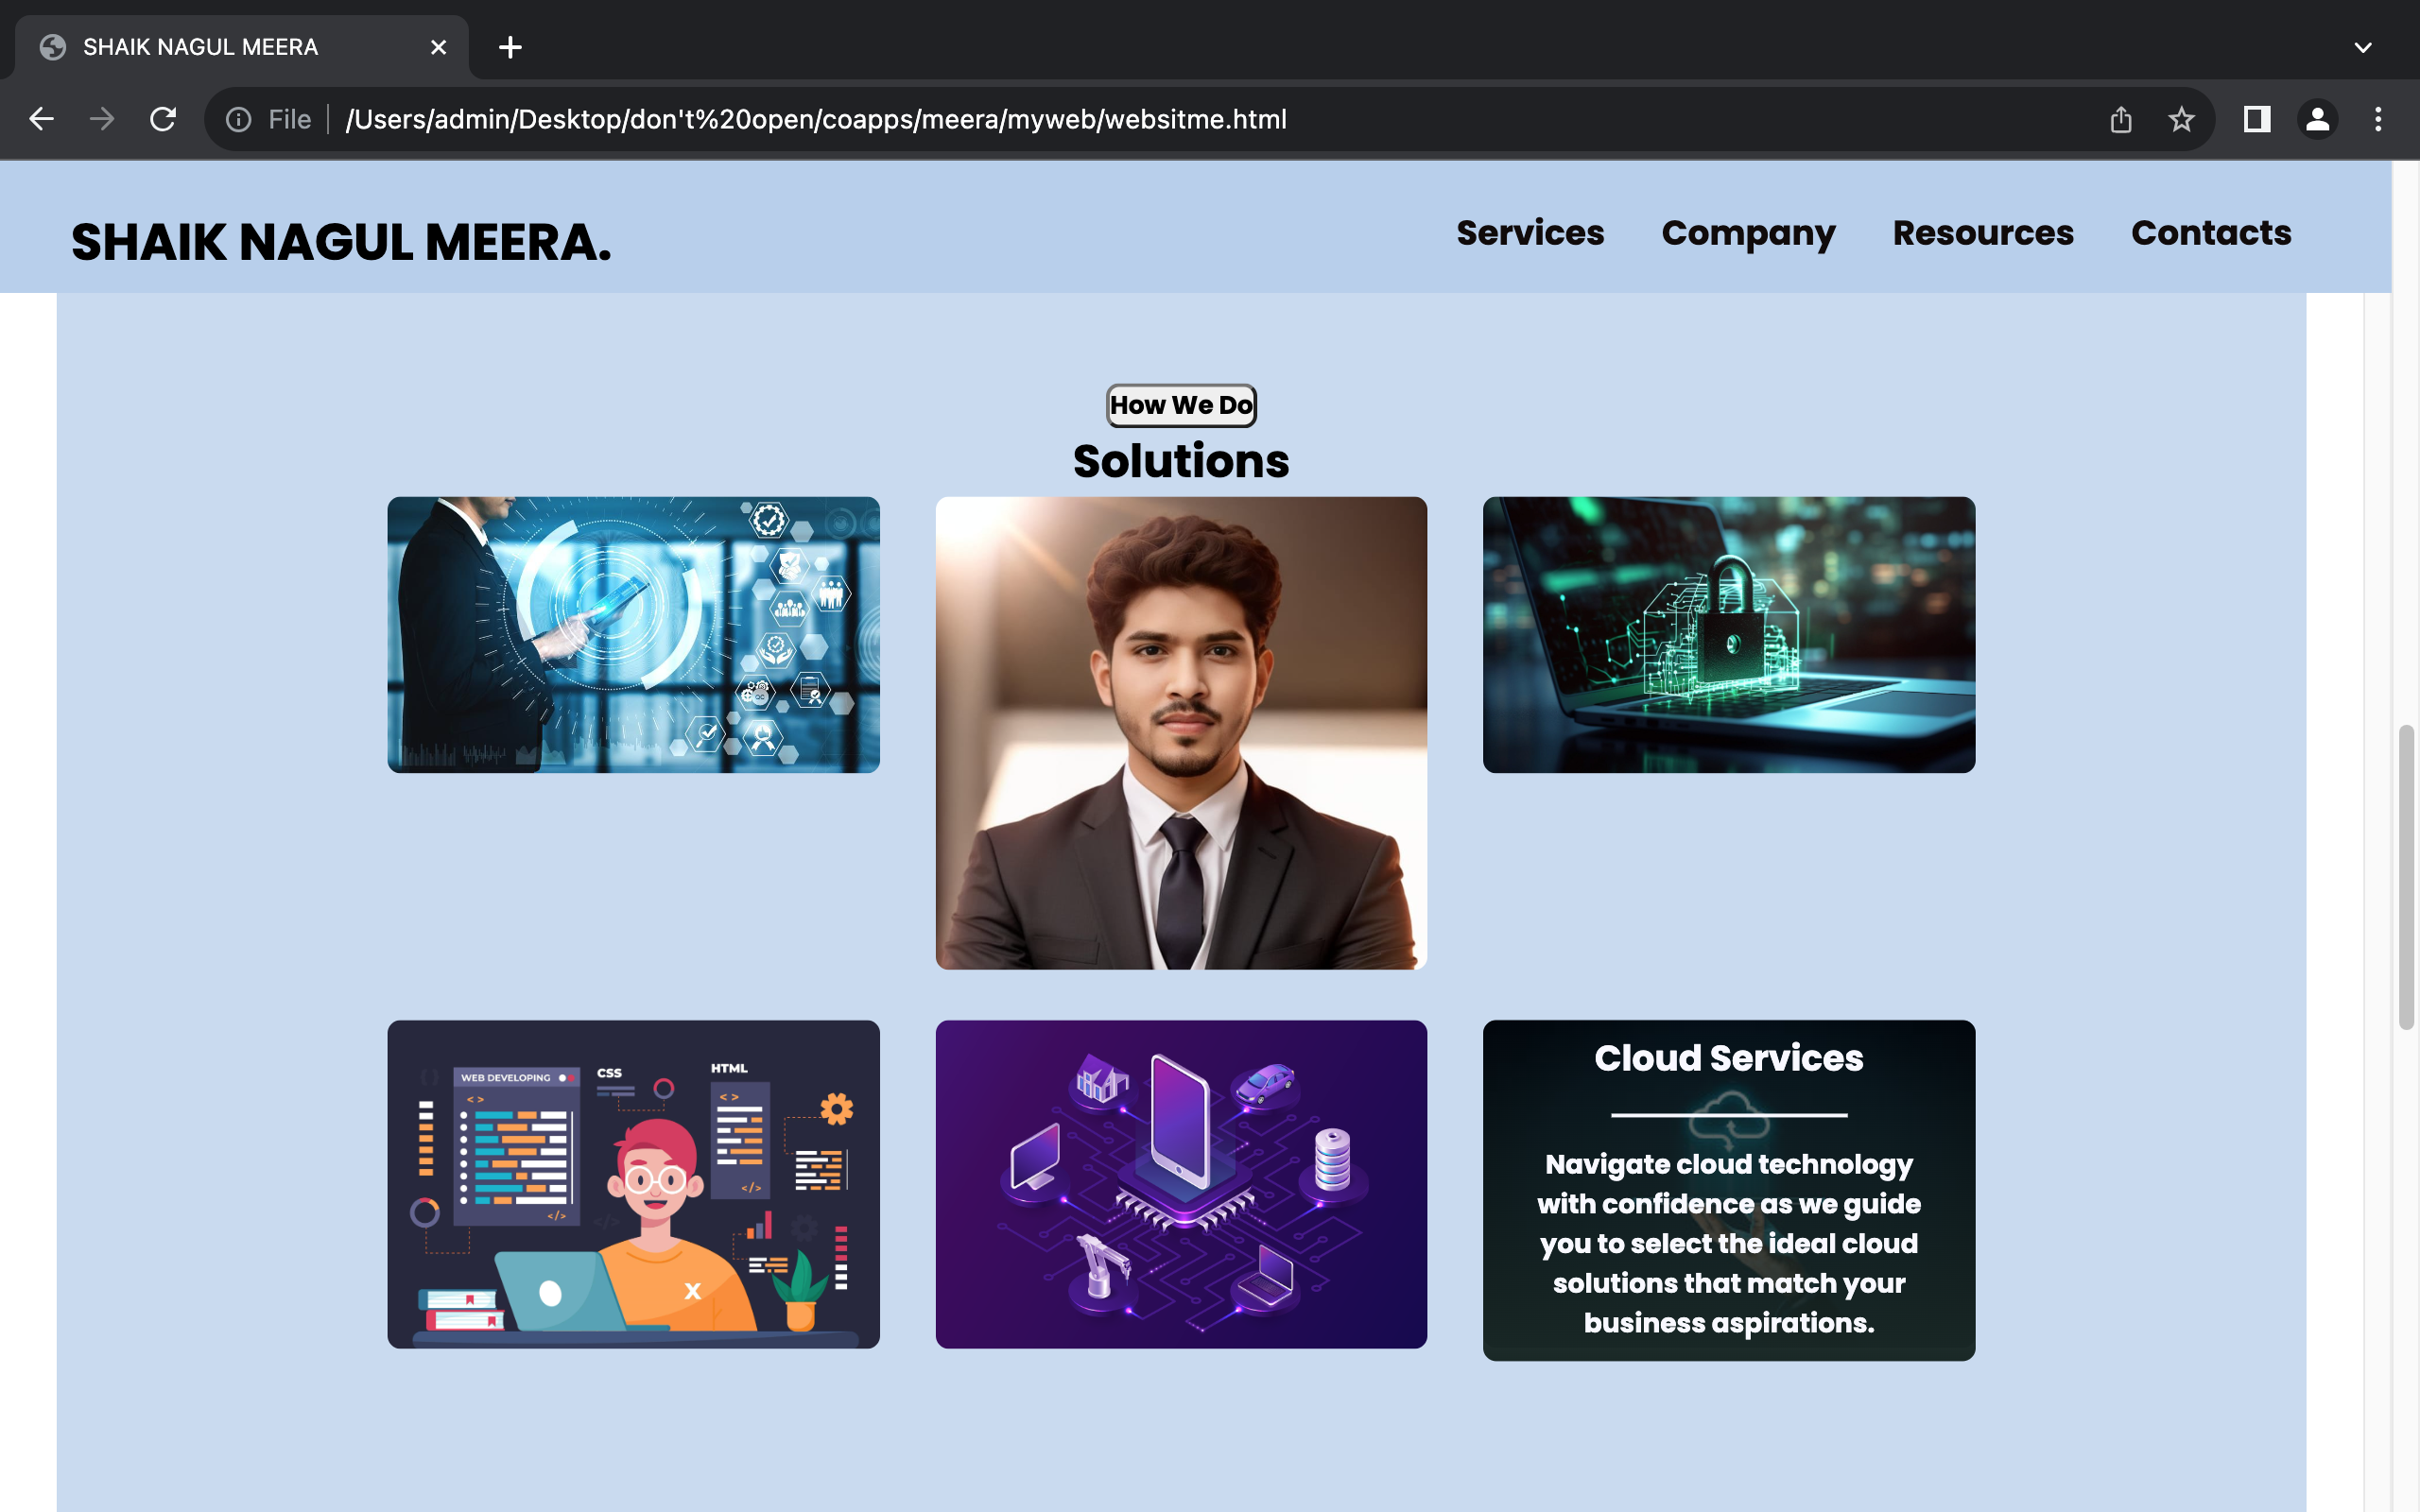 SHAIK NAGUL MEERA
File
/Users/admin/Desktop/don't%20open/coapps/meera/myweb/websitme.html
SHAIK NAGUL MEERA.
Services Company Resources Contacts
How We Do
Solutions
WEB DEVELOPING
CSS
HTML
< >
< >
</>
</>
</>
X
Cloud Services
Navigate cloud technology
with confidence as we guide
you to select the ideal cloud
solutions that match your
business aspirations.